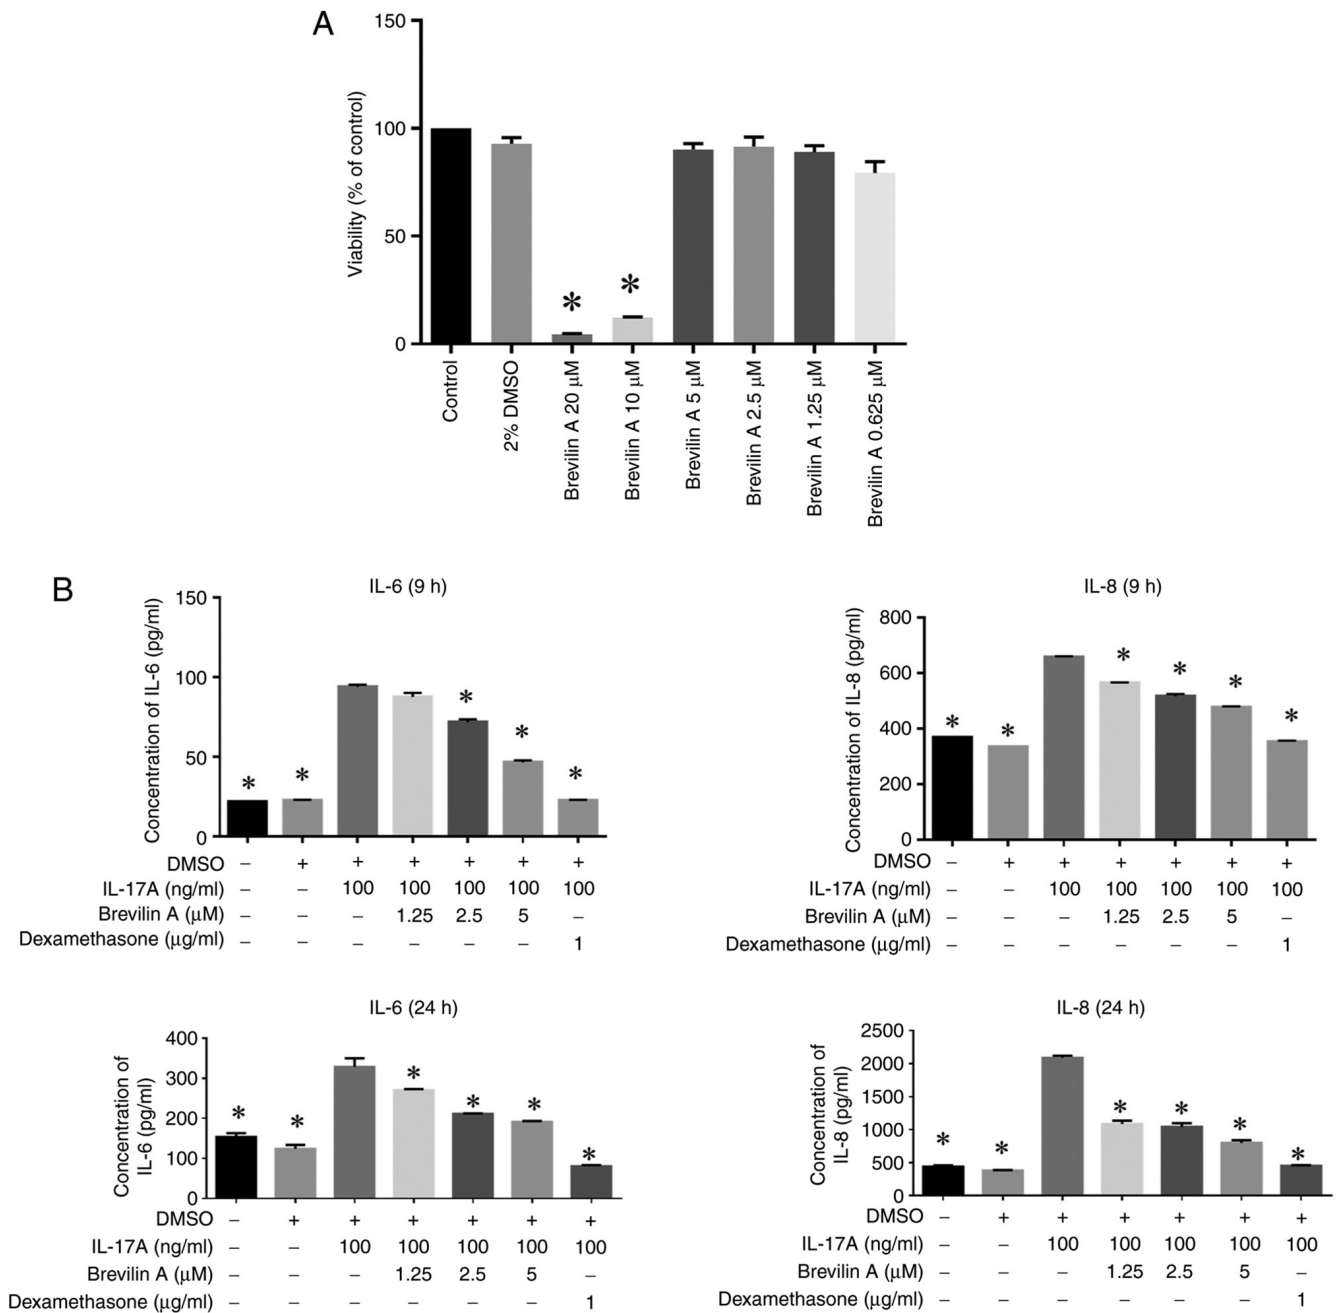 A
Viability (% of control)
150
100
50
0
Control
2% DMSO
Brevilin A 20 µM
Brevilin A 10 µM
Brevilin A 5 µM
Brevilin A 2.5 µM
Brevilin A 1.25 µM
Brevilin A 0.625 µM
* *
B
IL-6 (9 h)
Concentration of IL-6 (pg/ml)
150
100
50
0
* * * * *
DMSO – + + + + + +
IL-17A (ng/ml) – – 100 100 100 100 100
Brevilin A (µM) – – – 1.25 2.5 5 –
Dexamethasone (µg/ml) – – – – – – 1
IL-8 (9 h)
Concentration of IL-8 (pg/ml)
800
600
400
200
0
* * * * * *
DMSO – + + + + + +
IL-17A (ng/ml) – – 100 100 100 100 100
Brevilin A (µM) – – – 1.25 2.5 5 –
Dexamethasone (µg/ml) – – – – – – 1
IL-6 (24 h)
Concentration of
IL-6 (pg/ml)
400
300
200
100
0
* * * * * *
DMSO – + + + + + +
IL-17A (ng/ml) – – 100 100 100 100 100
Brevilin A (µM) – – – 1.25 2.5 5 –
Dexamethasone (µg/ml) – – – – – – 1
IL-8 (24 h)
Concentration of
IL-8 (pg/ml)
2500
2000
1500
1000
500
0
* * * * * *
DMSO – + + + + + +
IL-17A (ng/ml) – – 100 100 100 100 100
Brevilin A (µM) – – – 1.25 2.5 5 –
Dexamethasone (µg/ml) – – – – – – 1